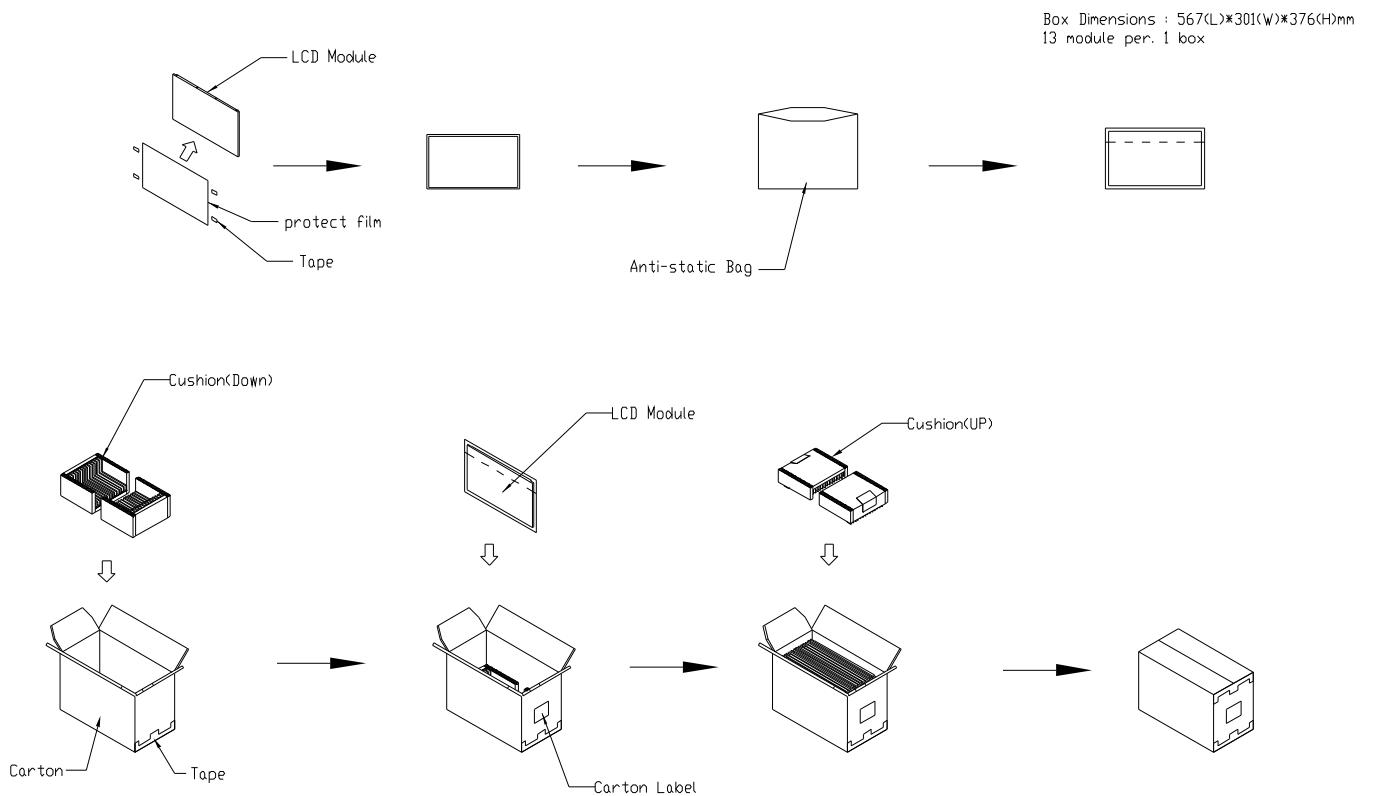 Box Dimensions : 567(L)*301(W)*376(H)mm
13 module per. 1 box
LCD Module
protect film
Tape
Anti-static Bag
Cushion(Down)
LCD Module
Cushion(UP)
Carton
Tape
Carton Label